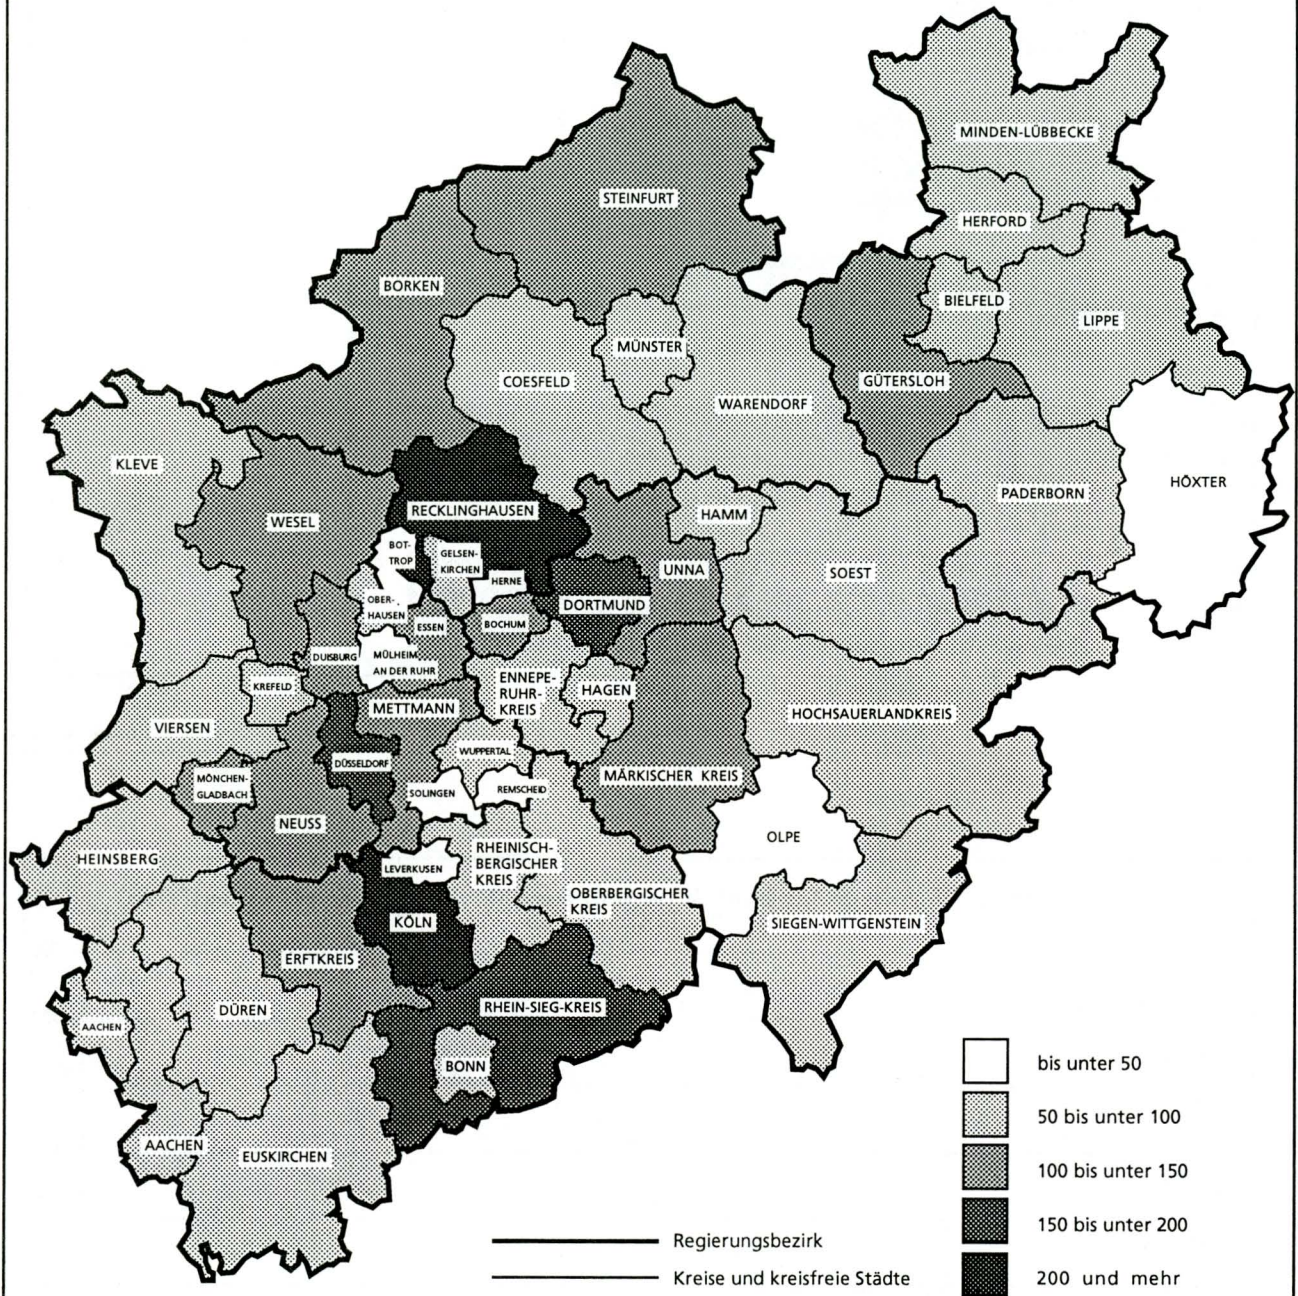 MINDEN-LÜBBECKE
STEINFURT
HERFORD
BORKEN
BIELFELD
LIPPE
MÜNSTER
COESFELD
GÜTERSLOH
WARENDORF
KLEVE
HÖXTER
PADERBORN
RECKLINGHAUSEN
HAMM
WESEL
BOT-
TROP
GELSEN-
KIRCHEN
UNNA
SOEST
HERNE
OBER-
HAUSEN
DORTMUND
ESSEN
BOCHUM
DUISBURG
MÜLHEIM
AN DER RUHR
KREFELD
ENNEPE-
RUHR-
KREIS
HAGEN
METTMANN
VIERSEN
HOCHSAUERLANDKREIS
WUPPERTAL
DÜSSELDORF
MÖNCHEN-
GLADBACH
MÄRKISCHER KREIS
SOLINGEN
REMSCHEID
NEUSS
OLPE
HEINSBERG
LEVERKUSEN
RHEINISCH-
BERGISCHER
KREIS
OBERBERGISCHER
KREIS
KÖLN
SIEGEN-WITTGENSTEIN
ERFTKREIS
RHEIN-SIEG-KREIS
DÜREN
AACHEN
BONN
AACHEN
EUSKIRCHEN
bis unter 50
50 bis unter 100
100 bis unter 150
150 bis unter 200
200 und mehr
Regierungsbezirk
Kreise und kreisfreie Städte